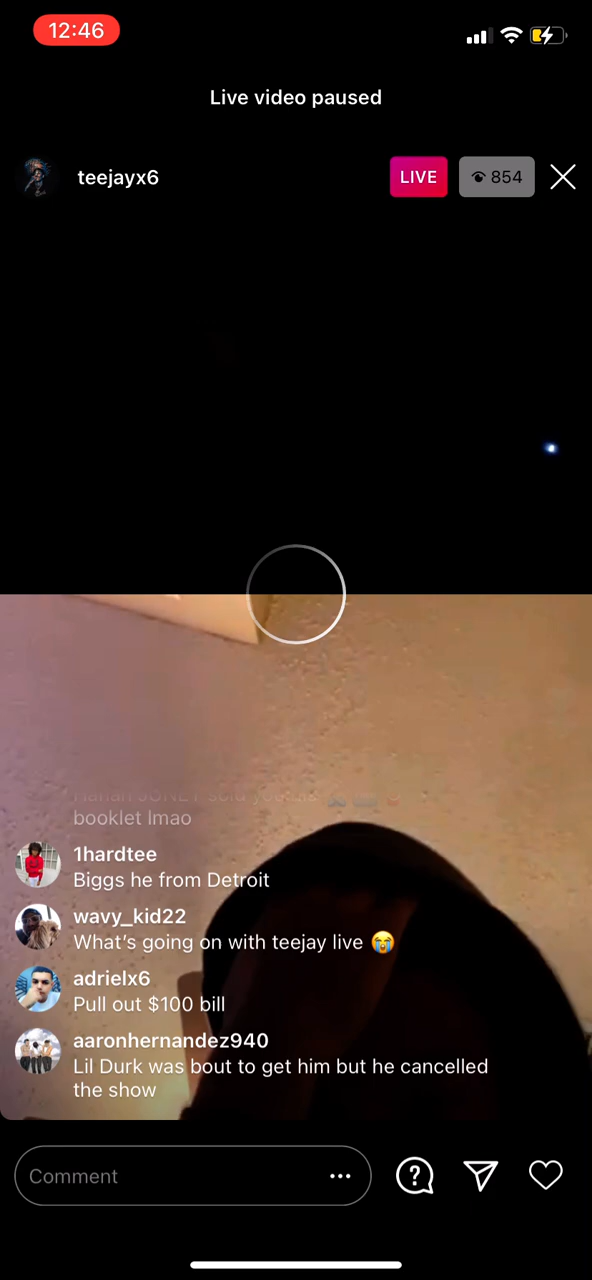 12:46
Live video paused
teejayx6
LIVE
854
booklet lmao
1hardtee
Biggs he from Detroit
wavy_kid22
What's going on with teejay live 😭
adrielx6
Pull out $100 bill
aaronhernandez940
Lil Durk was bout to get him but he cancelled
the show
Comment